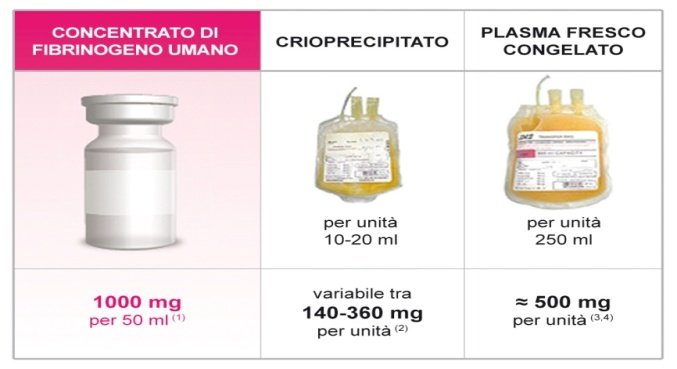 CONCENTRATO DI
FIBRINOGENO UMANO
CRIOPRECIPITATO
PLASMA FRESCO
CONGELATO
per unità
10-20 ml
per unità
250 ml
1000 mg
per 50 ml (1)
variabile tra
140-360 mg
per unità (2)
≈ 500 mg
per unità (3,4)